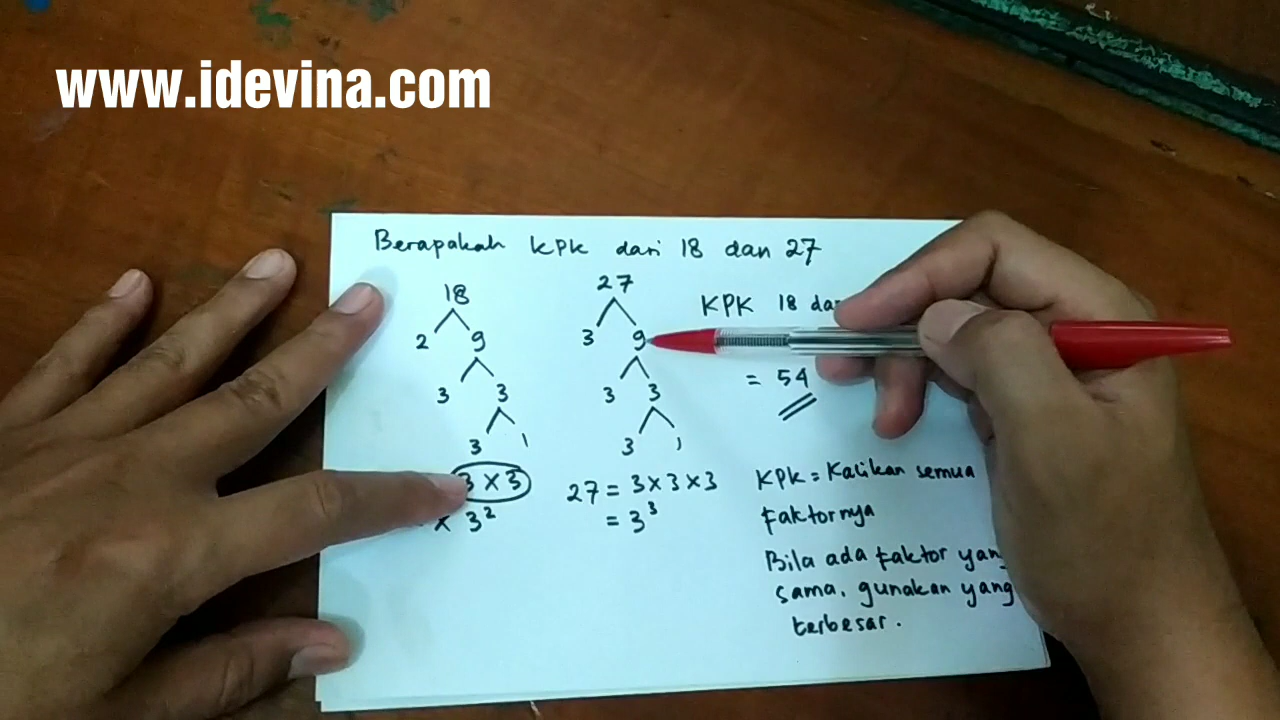 www.idevina.com
Berapakah KPK dari 18 dan 27
18
2 9
3 3
3 1
3 x 3
x 3²
27
3 9
3 3
3 1
27 = 3 x 3 x 3
= 3³
KPK 18
= 54
KPK = Kalikan semua
faktornya
Bila ada faktor yang
sama, gunakan yang
terbesar.